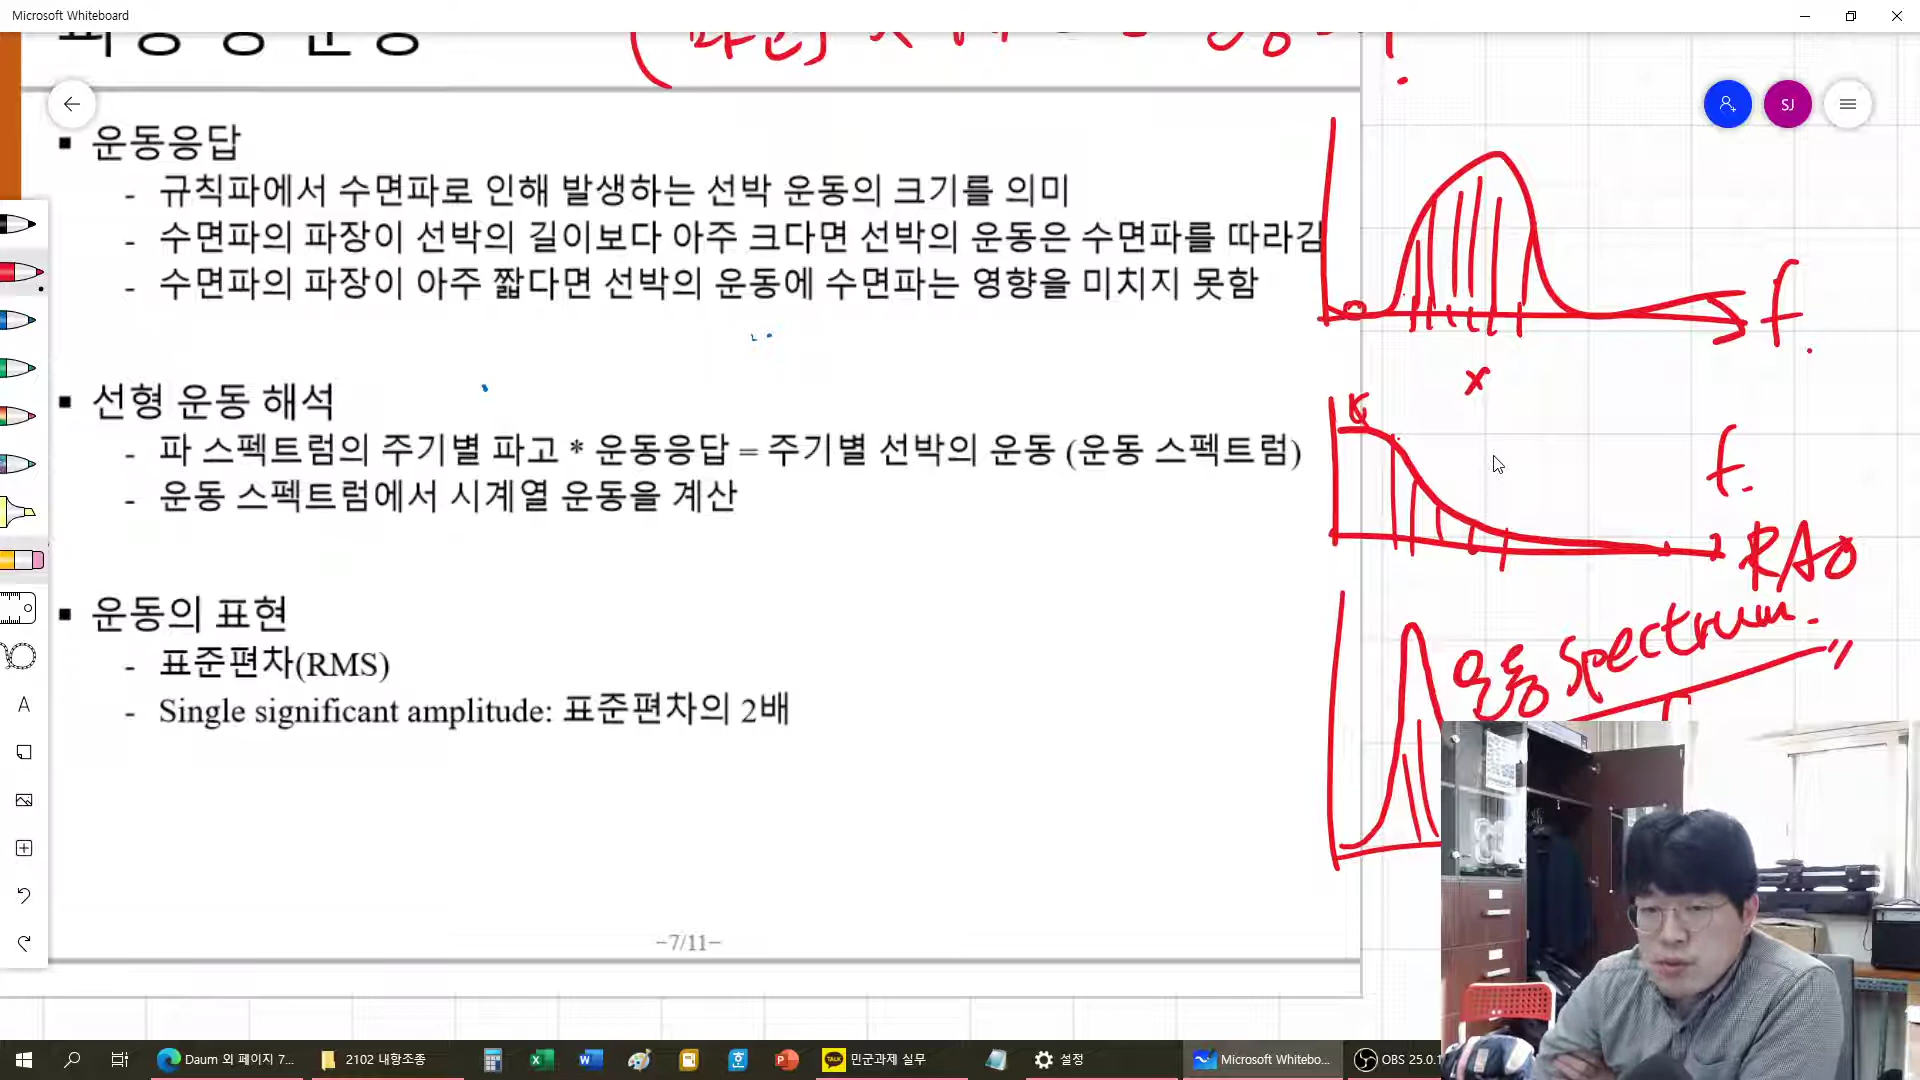 Microsoft Whiteboard
SJ
▪ 운동응답
- 규칙파에서 수면파로 인해 발생하는 선박 운동의 크기를 의미
- 수면파의 파장이 선박의 길이보다 아주 크다면 선박의 운동은 수면파를 따라감
- 수면파의 파장이 아주 짧다면 선박의 운동에 수면파는 영향을 미치지 못함
f.
x
▪ 선형 운동 해석
- 파 스펙트럼의 주기별 파고 * 운동응답 = 주기별 선박의 운동 (운동 스펙트럼)
- 운동 스펙트럼에서 시계열 운동을 계산
f.
RAO
▪ 운동의 표현
- 표준편차(RMS)
- Single significant amplitude: 표준편차의 2배
운동 spectrum.
-7/11-
Daum 외 페이지 7...
2102 내항조종
민군과제 실무
설정
Microsoft Whitebo...
OBS 25.0.1